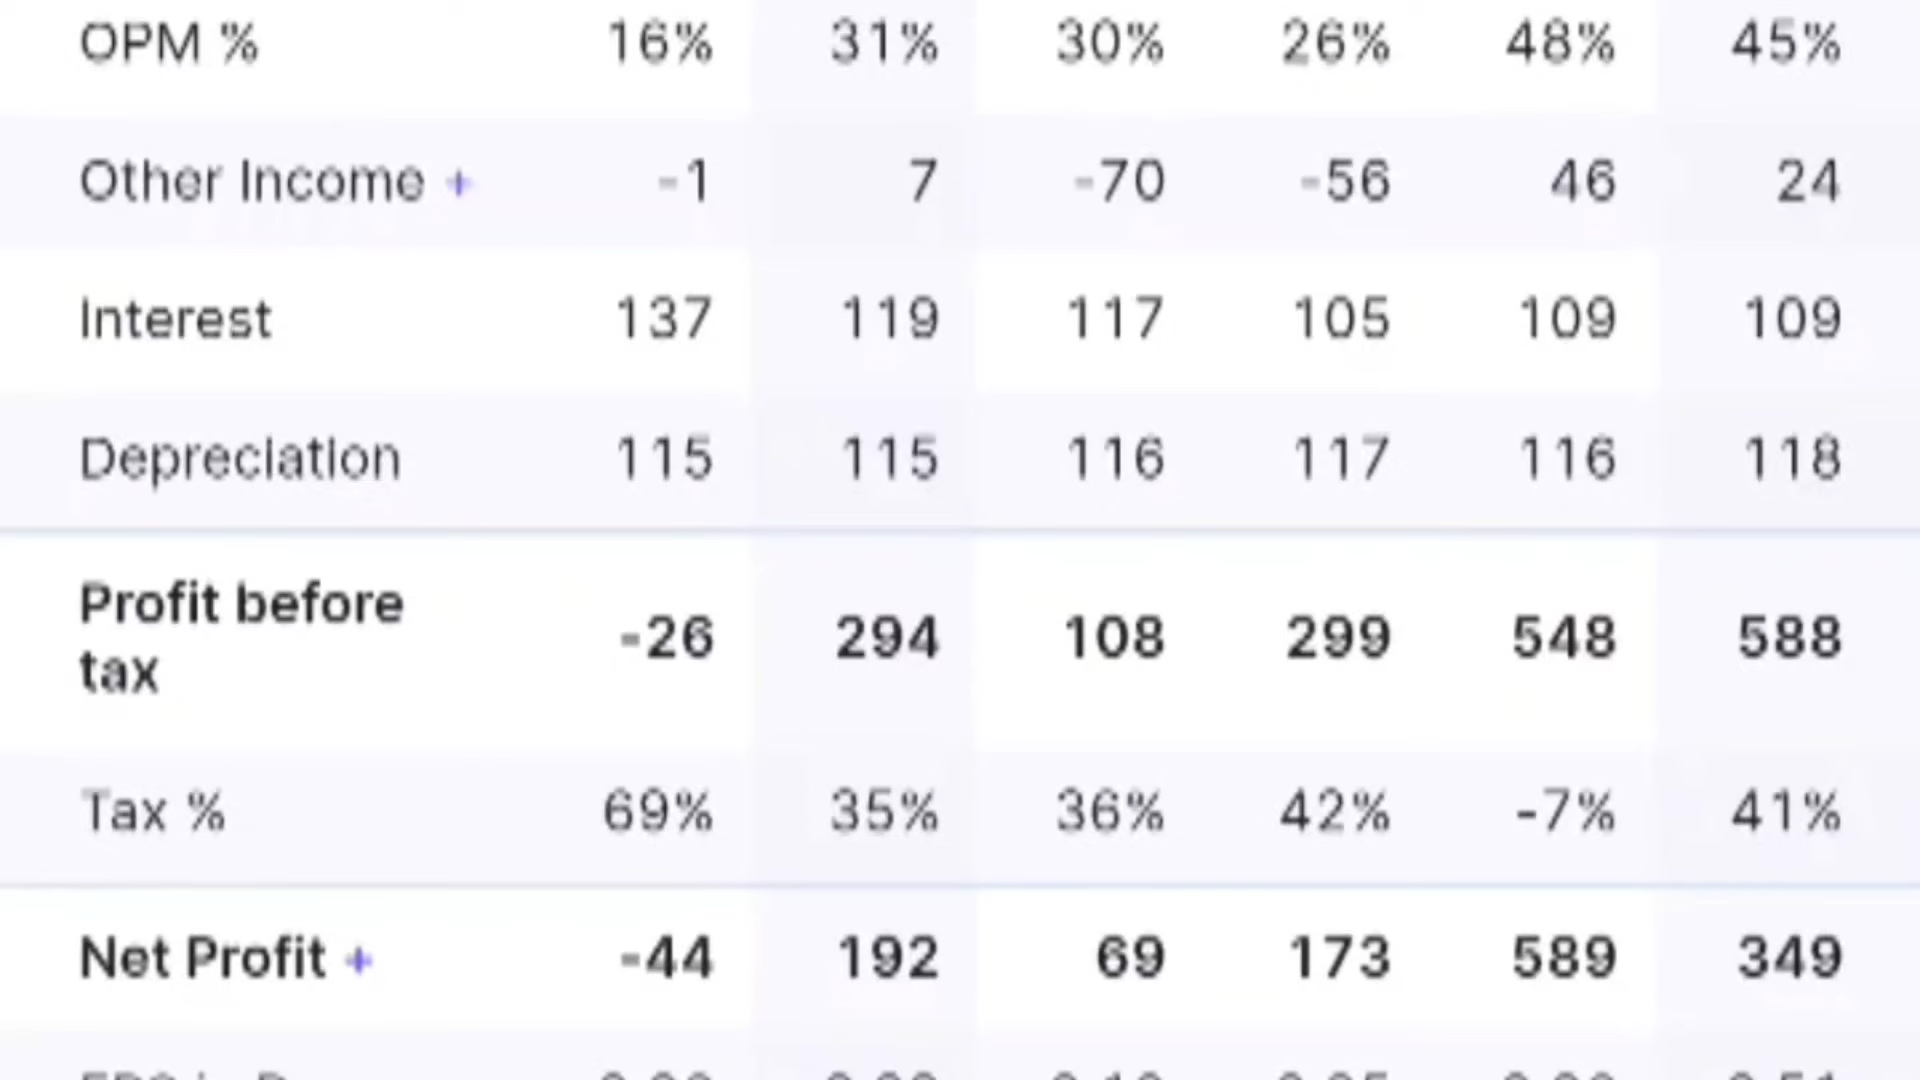 OPM % 16% 31% 30% 26% 48% 45%
Other Income + -1 7 -70 -56 46 24
Interest 137 119 117 105 109 109
Depreciation 115 115 116 117 116 118
Profit before tax -26 294 108 299 548 588
Tax % 69% 35% 36% 42% -7% 41%
Net Profit + -44 192 69 173 589 349